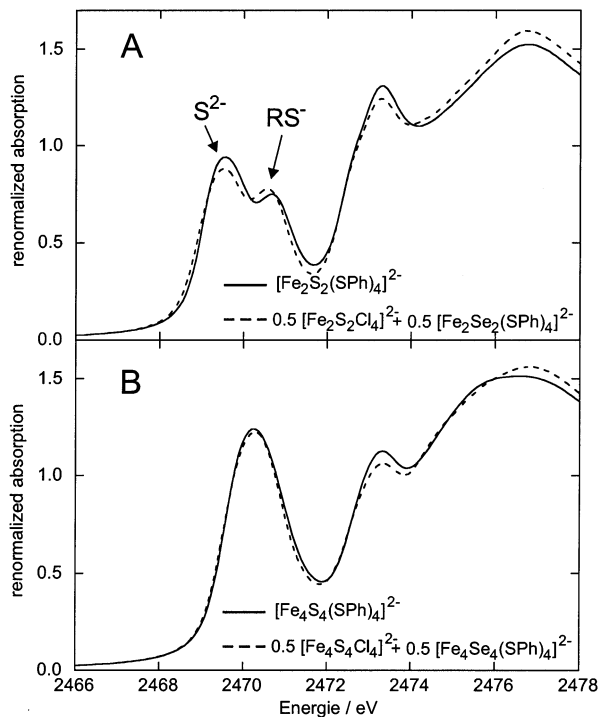 1.5
A
S2-
RS-
1.0
renormalized absorption
0.5
[Fe2S2(SPh)4]2-
0.5 [Fe2S2Cl4]2- + 0.5 [Fe2Se2(SPh)4]2-
0.0
B
1.5
1.0
renormalized absorption
0.5
[Fe4S4(SPh)4]2-
0.5 [Fe4S4Cl4]2- + 0.5 [Fe4Se4(SPh)4]2-
0.0
2466 2468 2470 2472 2474 2476 2478
Energie / eV